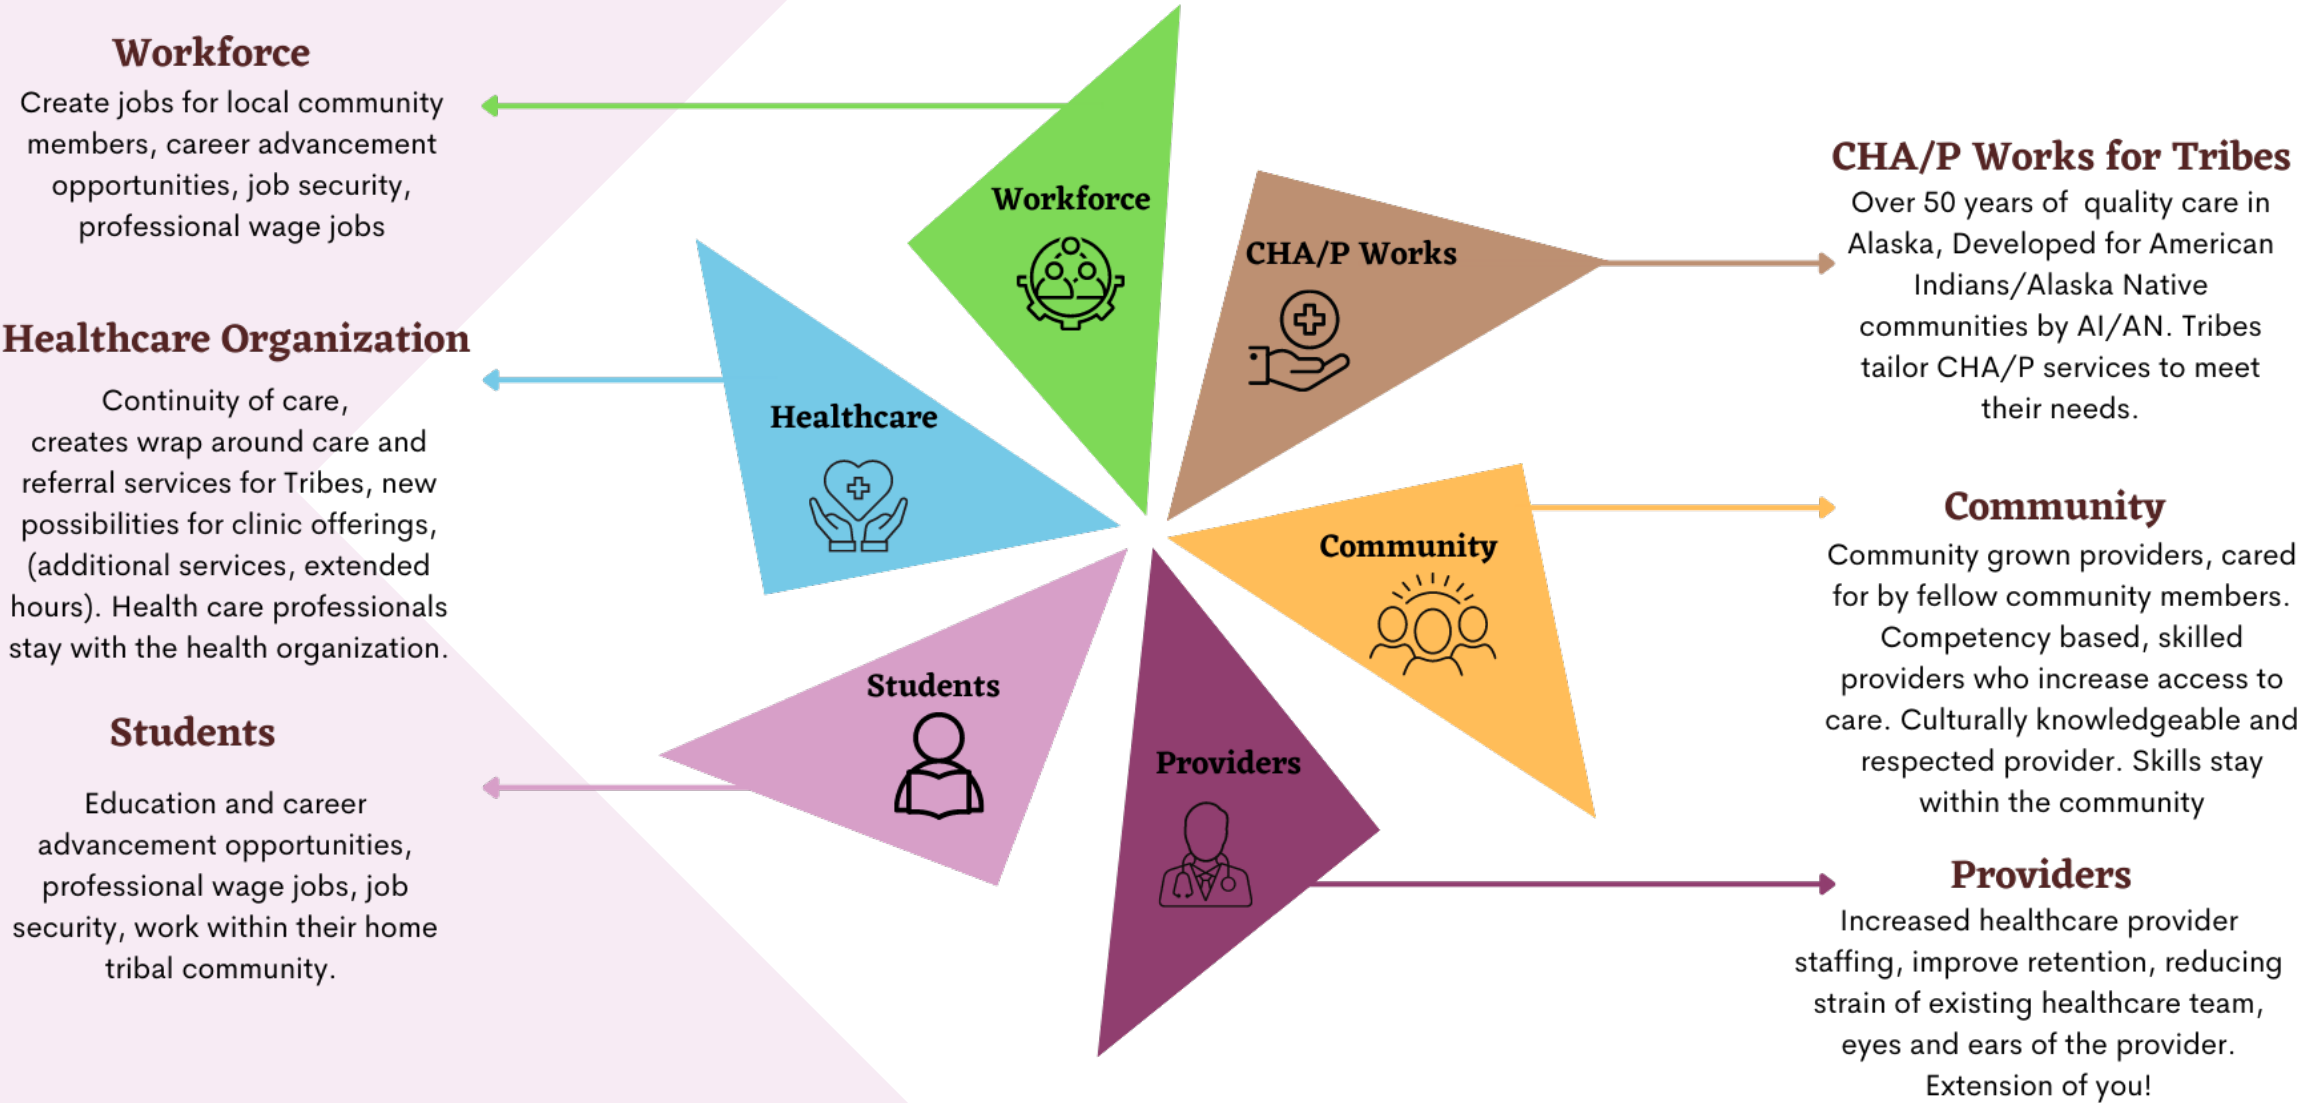 Workforce
Create jobs for local community
members, career advancement
opportunities, job security,
professional wage jobs
Healthcare Organization
Continuity of care,
creates wrap around care and
referral services for Tribes, new
possibilities for clinic offerings,
(additional services, extended
hours). Health care professionals
stay with the health organization.
Students
Education and career
advancement opportunities,
professional wage jobs, job
security, work within their home
tribal community.
Workforce
CHA/P Works
Healthcare
Community
Students
Providers
CHA/P Works for Tribes
Over 50 years of quality care in
Alaska, Developed for American
Indians/Alaska Native
communities by AI/AN. Tribes
tailor CHA/P services to meet
their needs.
Community
Community grown providers, cared
for by fellow community members.
Competency based, skilled
providers who increase access to
care. Culturally knowledgeable and
respected provider. Skills stay
within the community
Providers
Increased healthcare provider
staffing, improve retention, reducing
strain of existing healthcare team,
eyes and ears of the provider.
Extension of you!